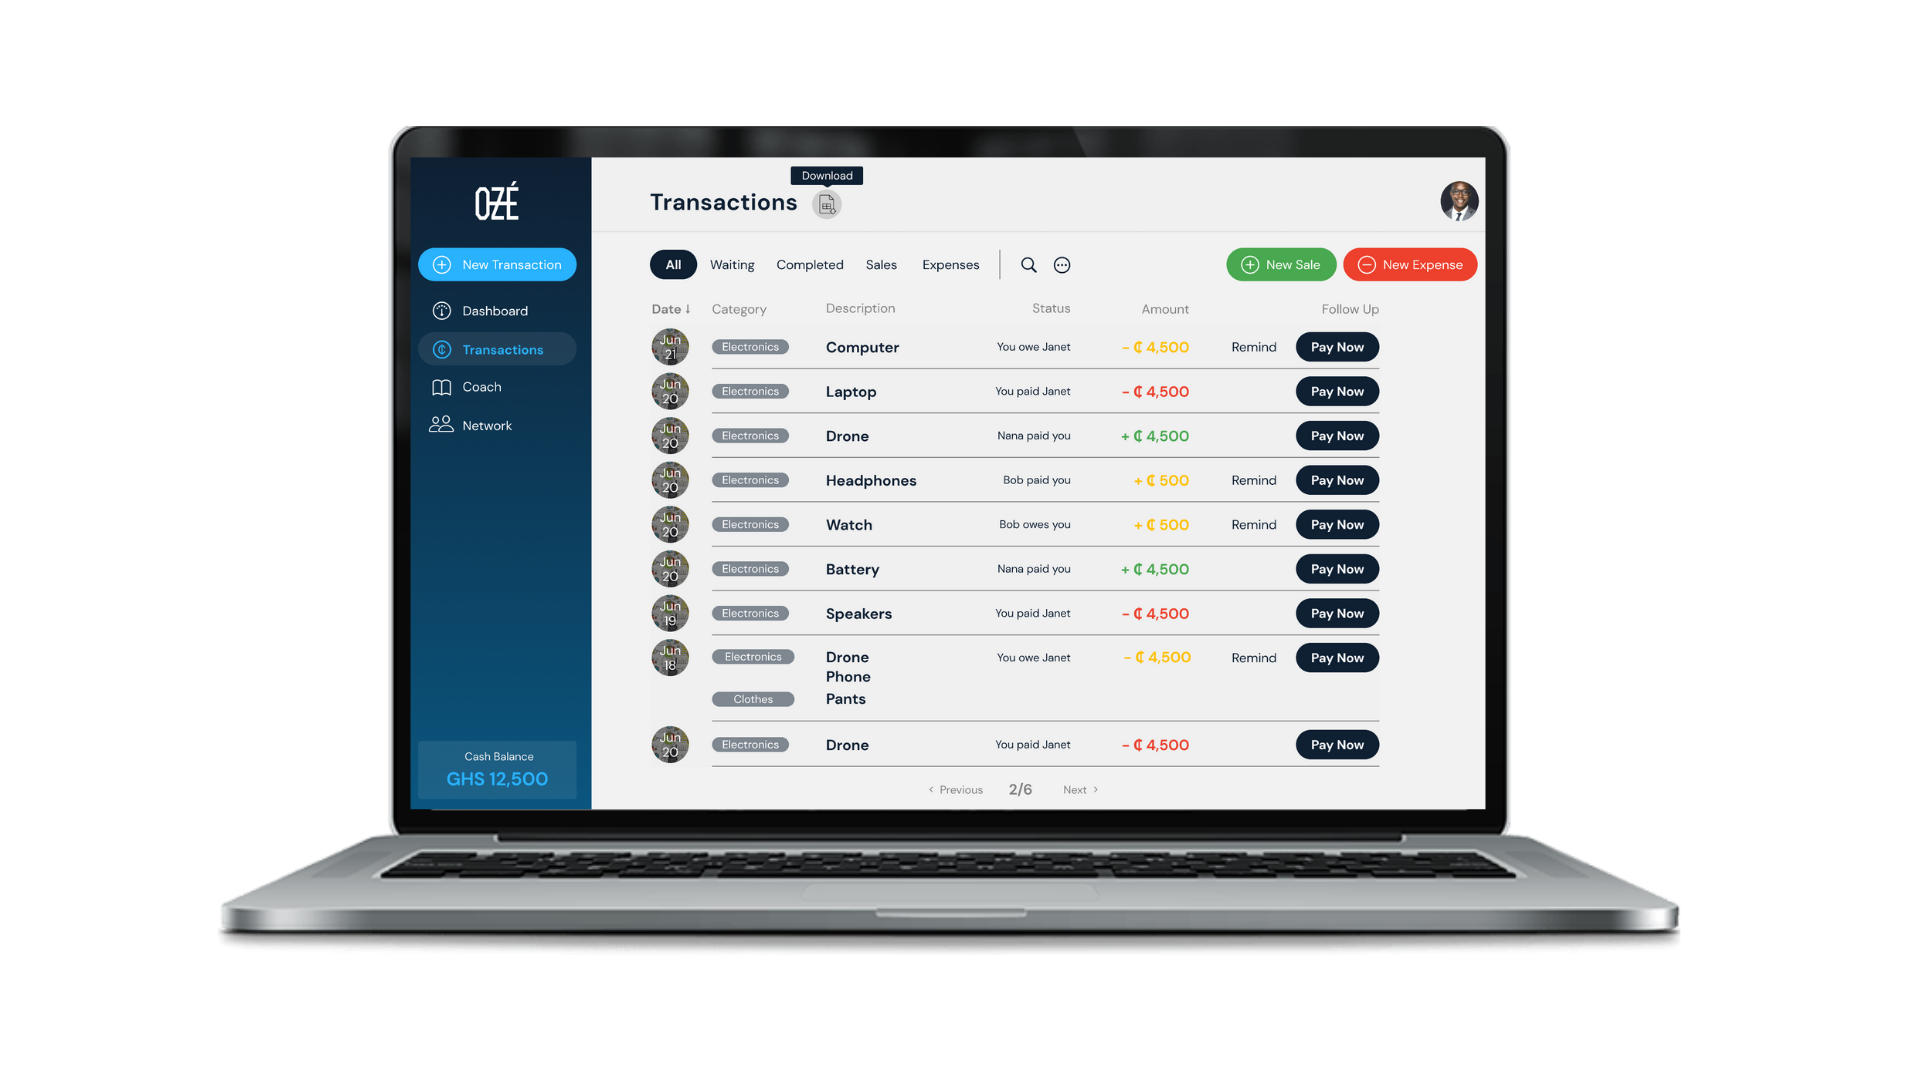 OZÉ
New Transaction
Dashboard
Transactions
Coach
Network
Cash Balance
GHS 12,500
Download
Transactions
All Waiting Completed Sales Expenses
New Sale New Expense
Date ↓ Category Description Status Amount Follow Up
Jun 21 Electronics Computer You owe Janet - ₵ 4,500 Remind Pay Now
Jun 20 Electronics Laptop You paid Janet - ₵ 4,500 Pay Now
Jun 20 Electronics Drone Nana paid you + ₵ 4,500 Pay Now
Jun 20 Electronics Headphones Bob paid you + ₵ 500 Remind Pay Now
Jun 20 Electronics Watch Bob owes you + ₵ 500 Remind Pay Now
Jun 20 Electronics Battery Nana paid you + ₵ 4,500 Pay Now
Jun 19 Electronics Speakers You paid Janet - ₵ 4,500 Pay Now
Jun 18 Electronics Drone You owe Janet - ₵ 4,500 Remind Pay Now
Phone
Clothes Pants
Jun 20 Electronics Drone You paid Janet - ₵ 4,500 Pay Now
< Previous 2/6 Next >